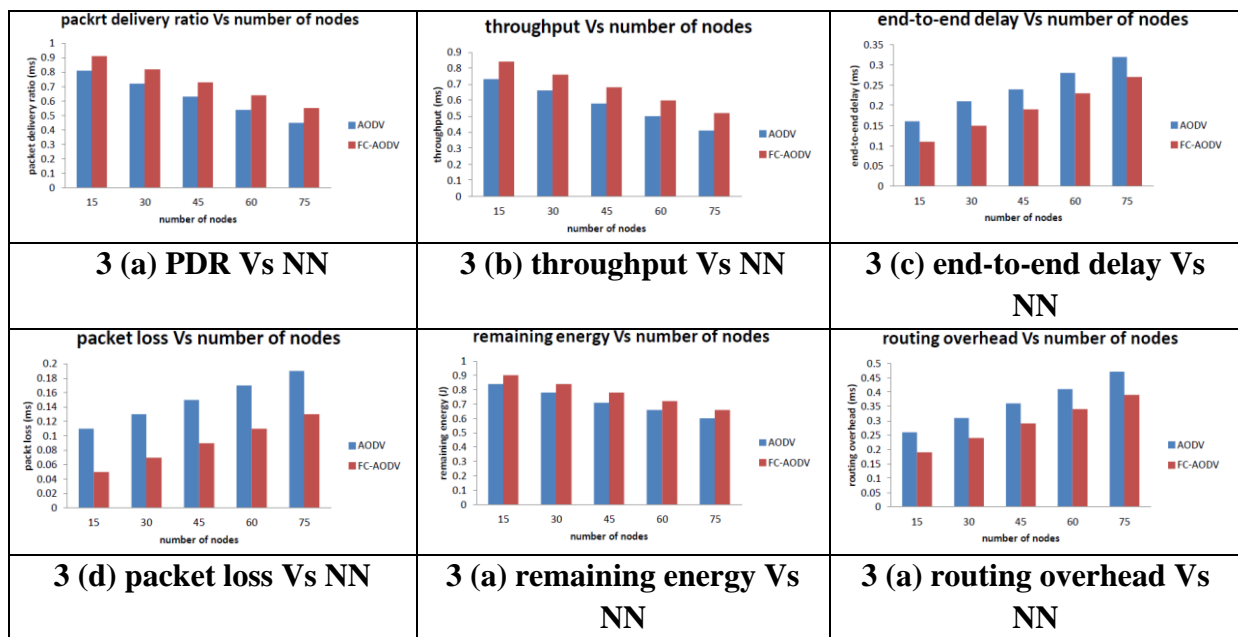 packrt delivery ratio Vs number of nodes
packet delivery ratio (ms)
1
0.9
0.8
0.7
0.6
0.5
0.4
0.3
0.2
0.1
0
15 30 45 60 75
number of nodes
AODV
FC-AODV
3 (a) PDR Vs NN
throughput Vs number of nodes
throughput (ms)
0.9
0.8
0.7
0.6
0.5
0.4
0.3
0.2
0.1
0
15 30 45 60 75
number of nodes
AODV
FC-AODV
3 (b) throughput Vs NN
end-to-end delay Vs number of nodes
end-to-end delay (ms)
0.35
0.3
0.25
0.2
0.15
0.1
0.05
0
15 30 45 60 75
number of nodes
AODV
FC-AODV
3 (c) end-to-end delay Vs
NN
packet loss Vs number of nodes
packt loss (ms)
0.2
0.18
0.16
0.14
0.12
0.1
0.08
0.06
0.04
0.02
0
15 30 45 60 75
number of nodes
AODV
FC-AODV
3 (d) packet loss Vs NN
remaining energy Vs number of nodes
remaining energy (J)
1
0.9
0.8
0.7
0.6
0.5
0.4
0.3
0.2
0.1
0
15 30 45 60 75
number of nodes
AODV
FC-AODV
3 (a) remaining energy Vs
NN
routing overhead Vs number of nodes
routing overhead (ms)
0.5
0.45
0.4
0.35
0.3
0.25
0.2
0.15
0.1
0.05
0
15 30 45 60 75
number of nodes
AODV
FC-AODV
3 (a) routing overhead Vs
NN